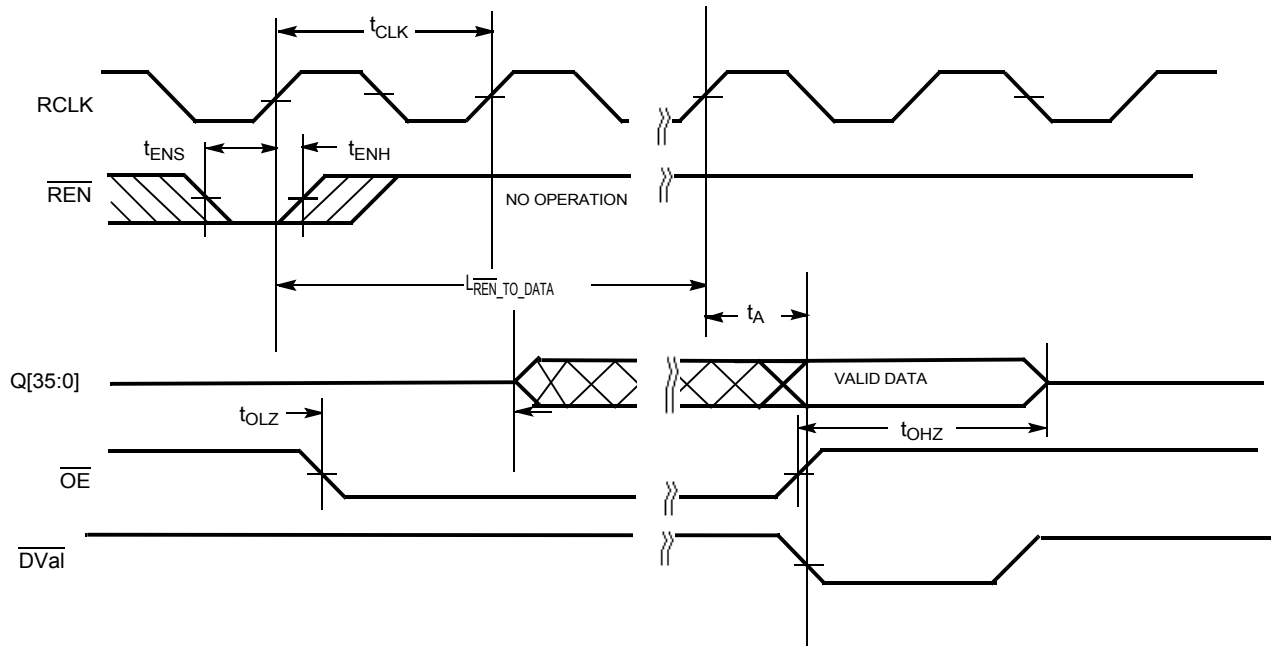 tCLK
RCLK
tENS
tENH
REN
NO OPERATION
LREN_TO_DATA
tA
Q[35:0]
VALID DATA
tOLZ
tOHZ
OE
DVal